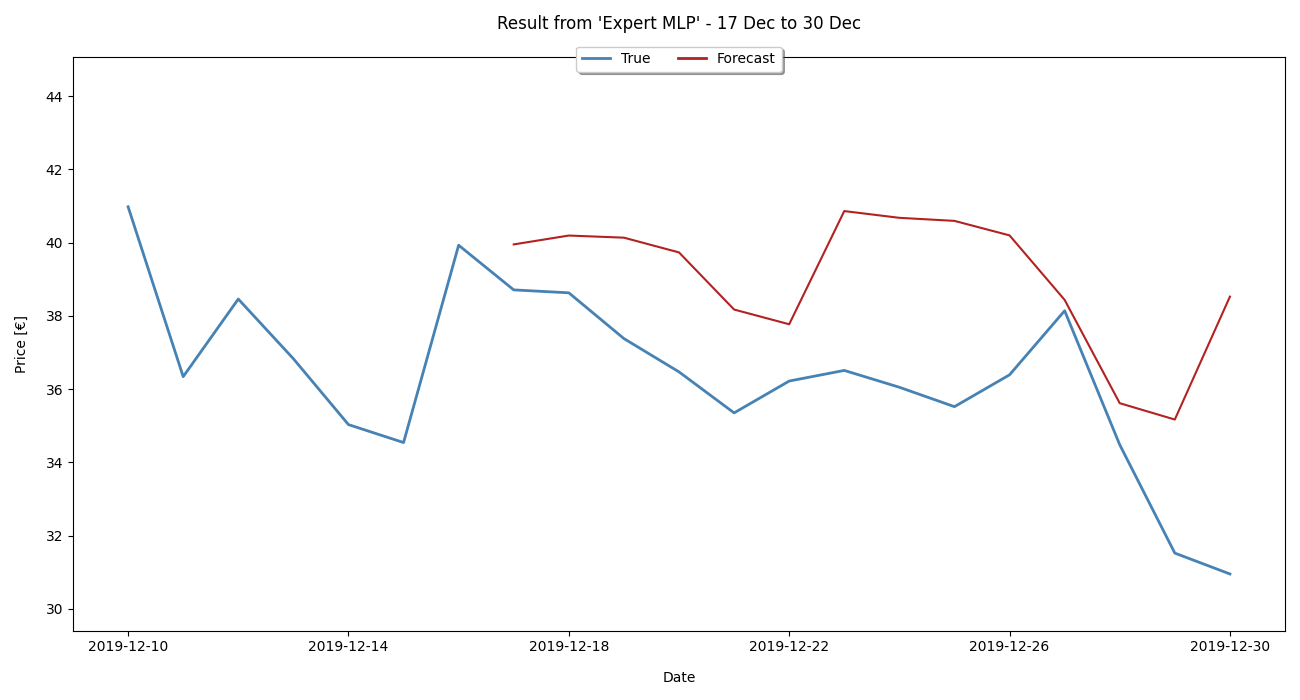 Result from 'Expert MLP' - 17 Dec to 30 Dec
True Forecast
44
42
40
38
36
34
32
30
Price [€]
2019-12-10 2019-12-14 2019-12-18 2019-12-22 2019-12-26 2019-12-30
Date